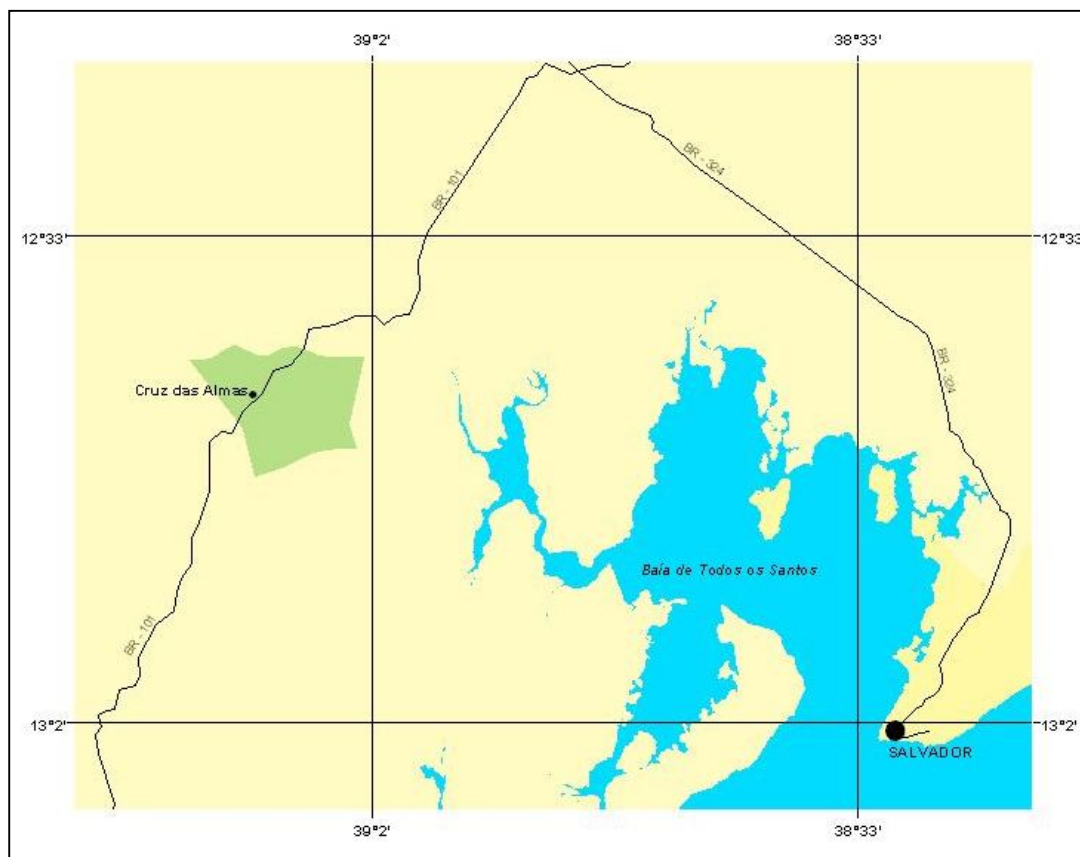 39°2'
38°33'
BR - 101
BR - 324
12°33'
12°33'
BR - 324
Cruz das Almas
Baía de Todos os Santos
BR - 101
13°2'
13°2'
SALVADOR
39°2'
38°33'